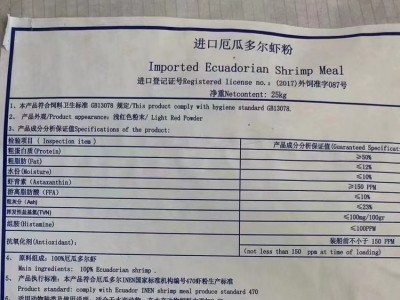 进口厄瓜多尔虾粉
Imported Ecuadorian Shrimp Meal
进口登记证号Registered license no.: (2017)外饲准字087号
净重Netcontent: 25kg
1、本产品符合饲料卫生标准 GB13078 规定/This product comply with hygiene standard GB13078.
2、产品外观/Product appearance: 浅红色粉末/ Light Red Powder
3、产品成分分析保证值Specifications of the product:
检验项目 ( Inspection item ) 产品成分分析保证值(Guaranteed Specification
粗蛋白质(Protein) ≥50%
粗脂肪(Fat) ≤12%
水份(Moisture) ≤10%
虾青素 (Astaxanthin) ≥150 PPM
游离脂肪酸 (FFA) ≤10%
粗灰分 (Ash) ≤23%
挥发性盐基氮(TVN) ≤100mg/100gr
组胺(Histamine) ≤100PPM
抗氧化剂(Antioxidant): 装船前不小于 150 PPM
(not less than 150 ppm at time of loading)
4、原料组成: 100%厄瓜多尔虾
Main ingredients: 100% Ecuador shrimp .
5、产品执行标准: 本产品符合厄瓜多尔INEN国家标准机构编号470虾粉生产标准
Product standard: comply with Ecuador INEN shrimp meal produce standard 470